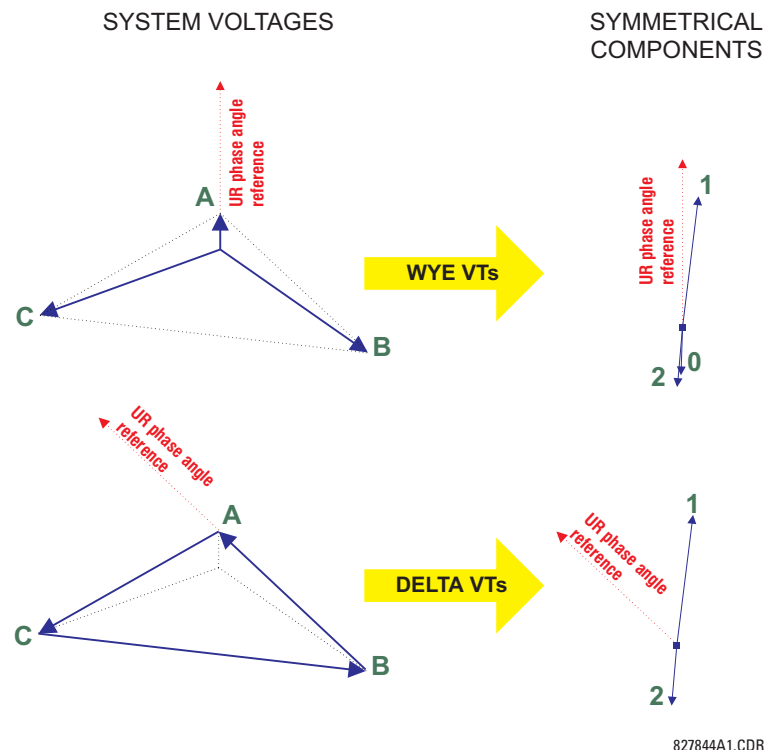 SYSTEM VOLTAGES
SYMMETRICAL
COMPONENTS
UR phase angle
reference
A
C
B
WYE VTs
UR phase angle
reference
1
2
0
UR phase angle
reference
A
C
B
DELTA VTs
UR phase angle
reference
1
2
827844A1.CDR